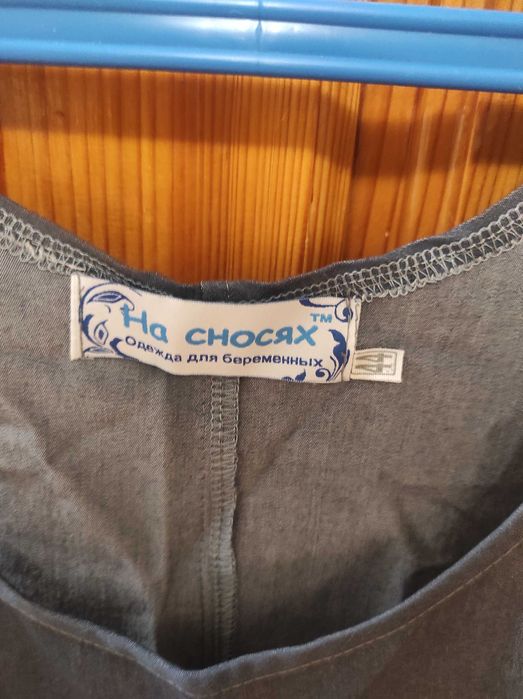 На сносях™
Одежда для беременных
44